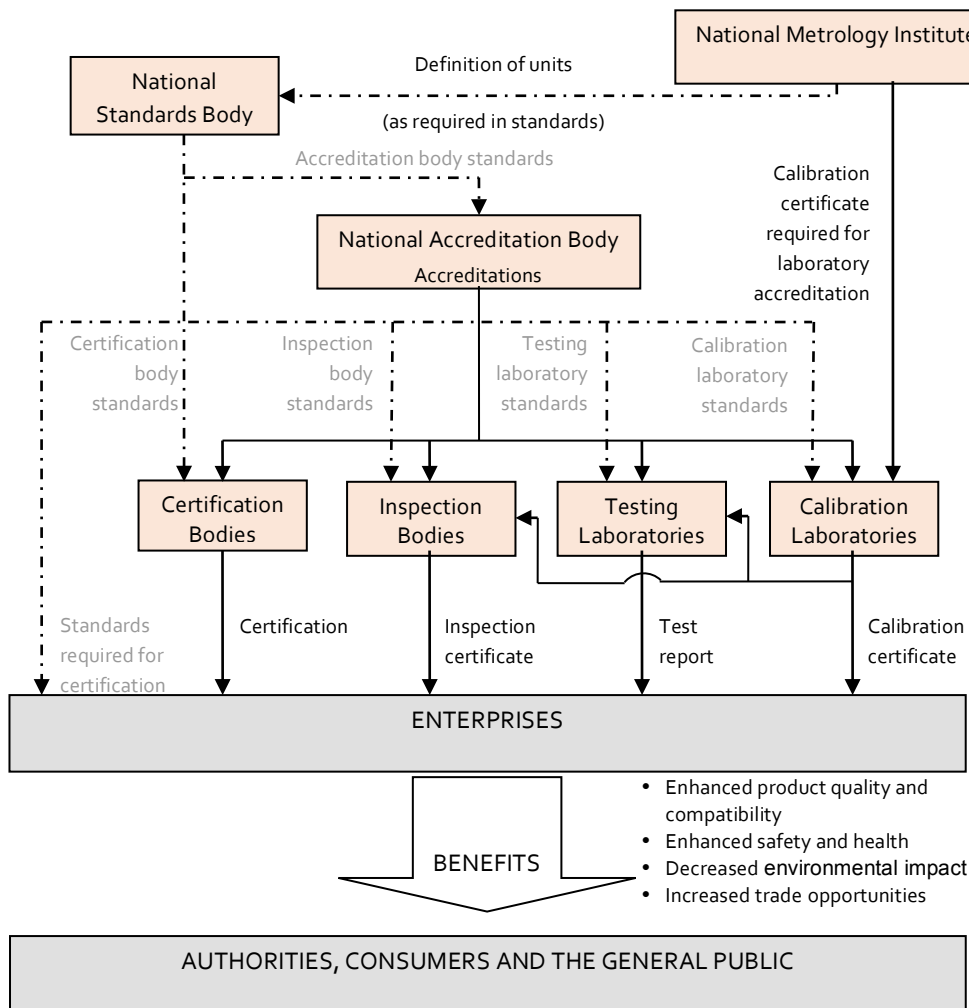 National Metrology Institute
Definition of units
National
Standards Body
(as required in standards)
Accreditation body standards
Calibration
certificate
required for
laboratory
accreditation
National Accreditation Body
Accreditations
Certification
body
standards
Inspection
body
standards
Testing
laboratory
standards
Calibration
laboratory
standards
Certification
Bodies
Inspection
Bodies
Testing
Laboratories
Calibration
Laboratories
Standards
required for
certification
Certification
Inspection
certificate
Test
report
Calibration
certificate
ENTERPRISES
BENEFITS
• Enhanced product quality and
compatibility
• Enhanced safety and health
• Decreased environmental impact
• Increased trade opportunities
AUTHORITIES, CONSUMERS AND THE GENERAL PUBLIC